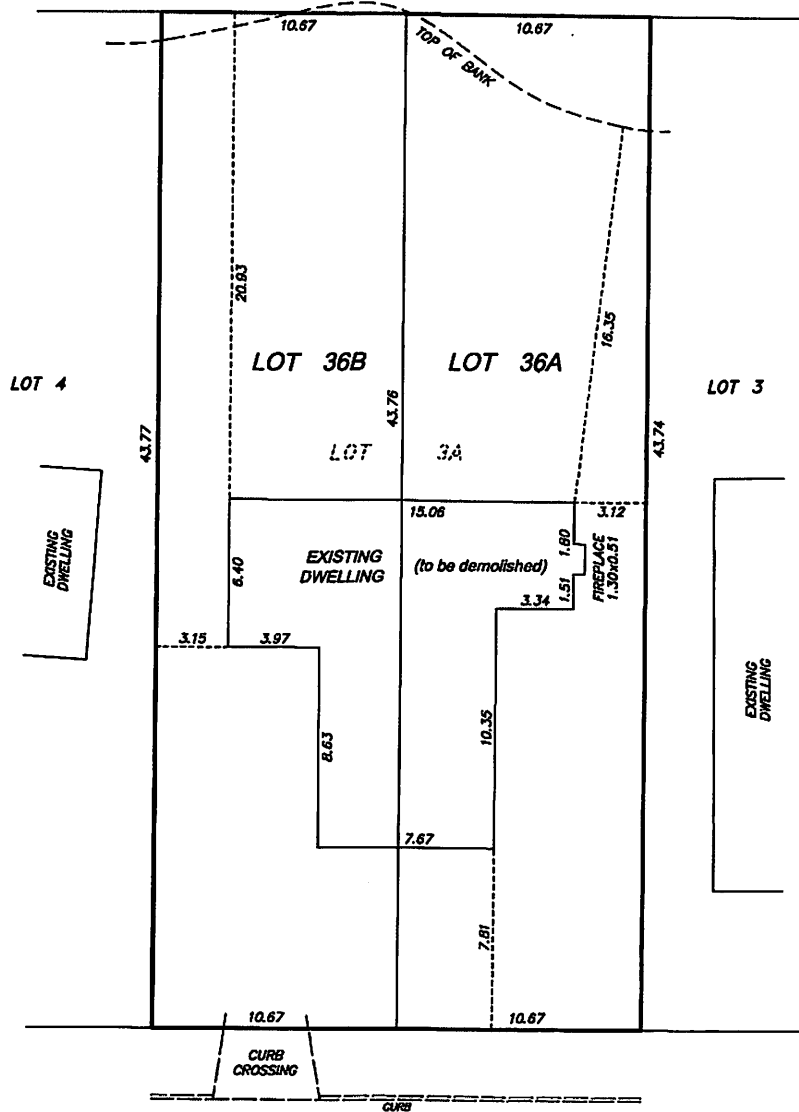 10.67
10.67
TOP OF BANK
20.93
16.35
LOT 36B
LOT 36A
LOT 4
LOT 3
43.77
43.76
43.74
LOT 3A
15.06
3.12
EXISTING
DWELLING
6.40
EXISTING
DWELLING
(to be demolished)
1.80
1.51
FIREPLACE
1.30x0.51
3.34
3.15
3.97
EXISTING
DWELLING
8.63
10.35
7.67
7.81
10.67
10.67
CURB
CROSSING
CURB